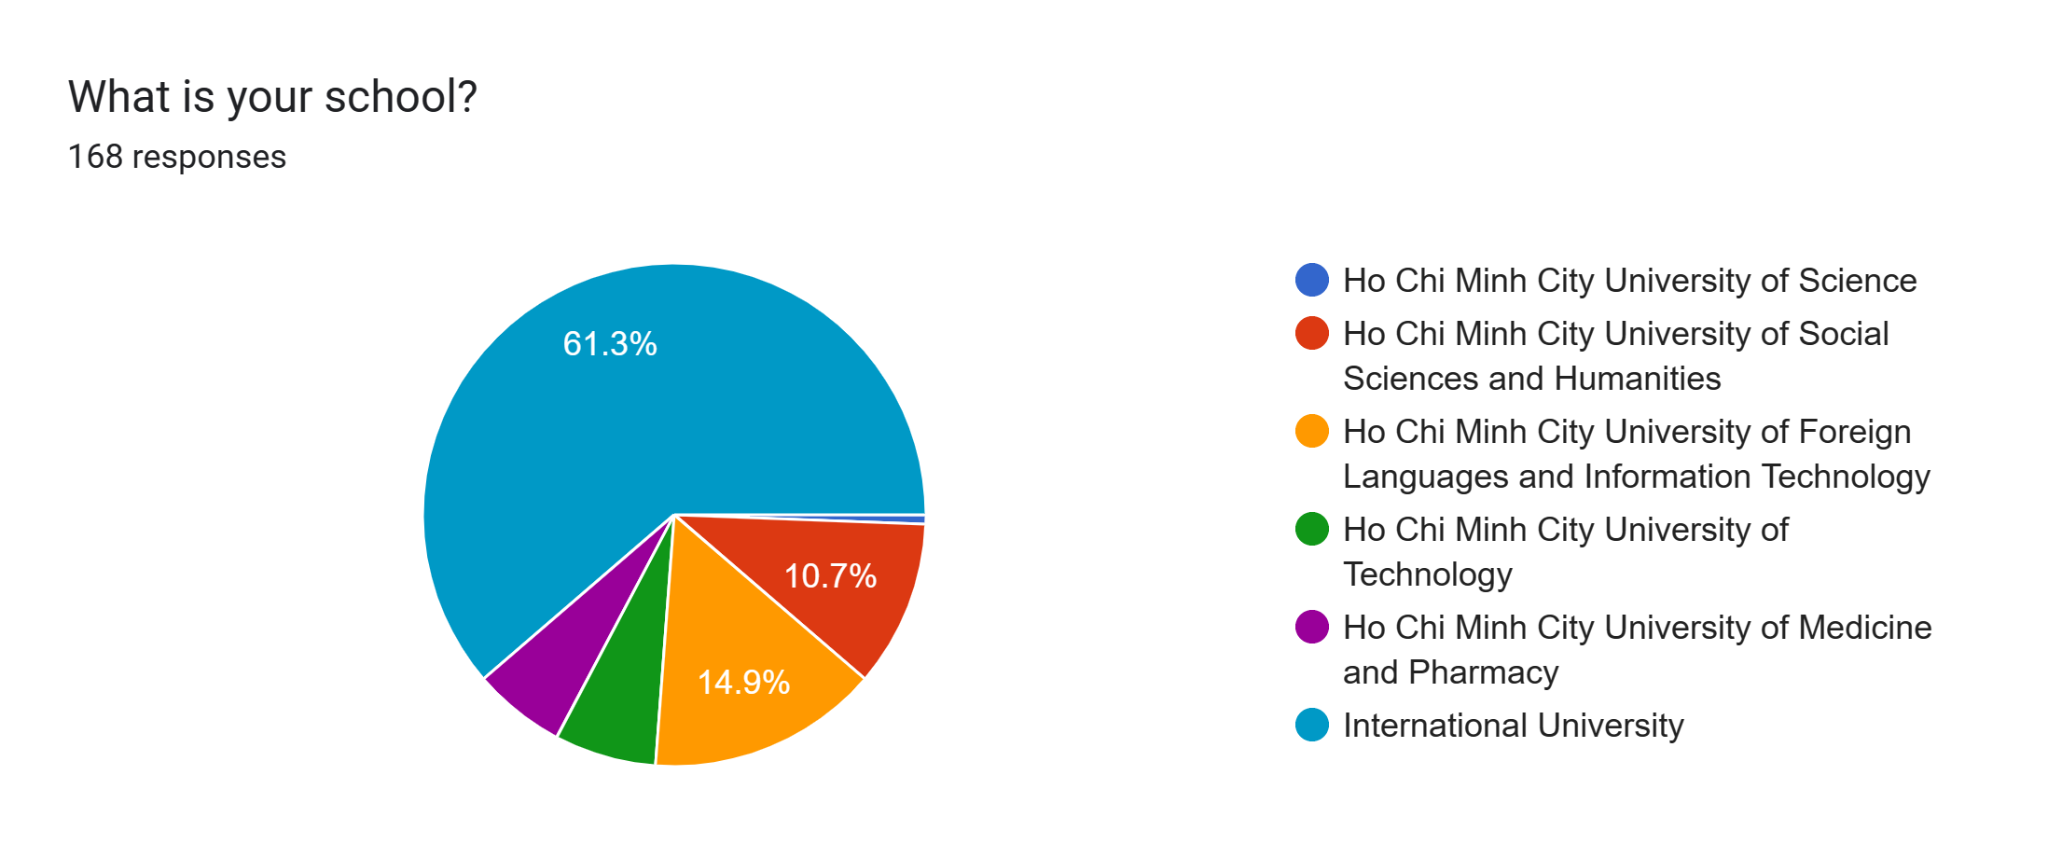 What is your school?
168 responses
61.3%
10.7%
14.9%
Ho Chi Minh City University of Science
Ho Chi Minh City University of Social
Sciences and Humanities
Ho Chi Minh City University of Foreign
Languages and Information Technology
Ho Chi Minh City University of
Technology
Ho Chi Minh City University of Medicine
and Pharmacy
International University